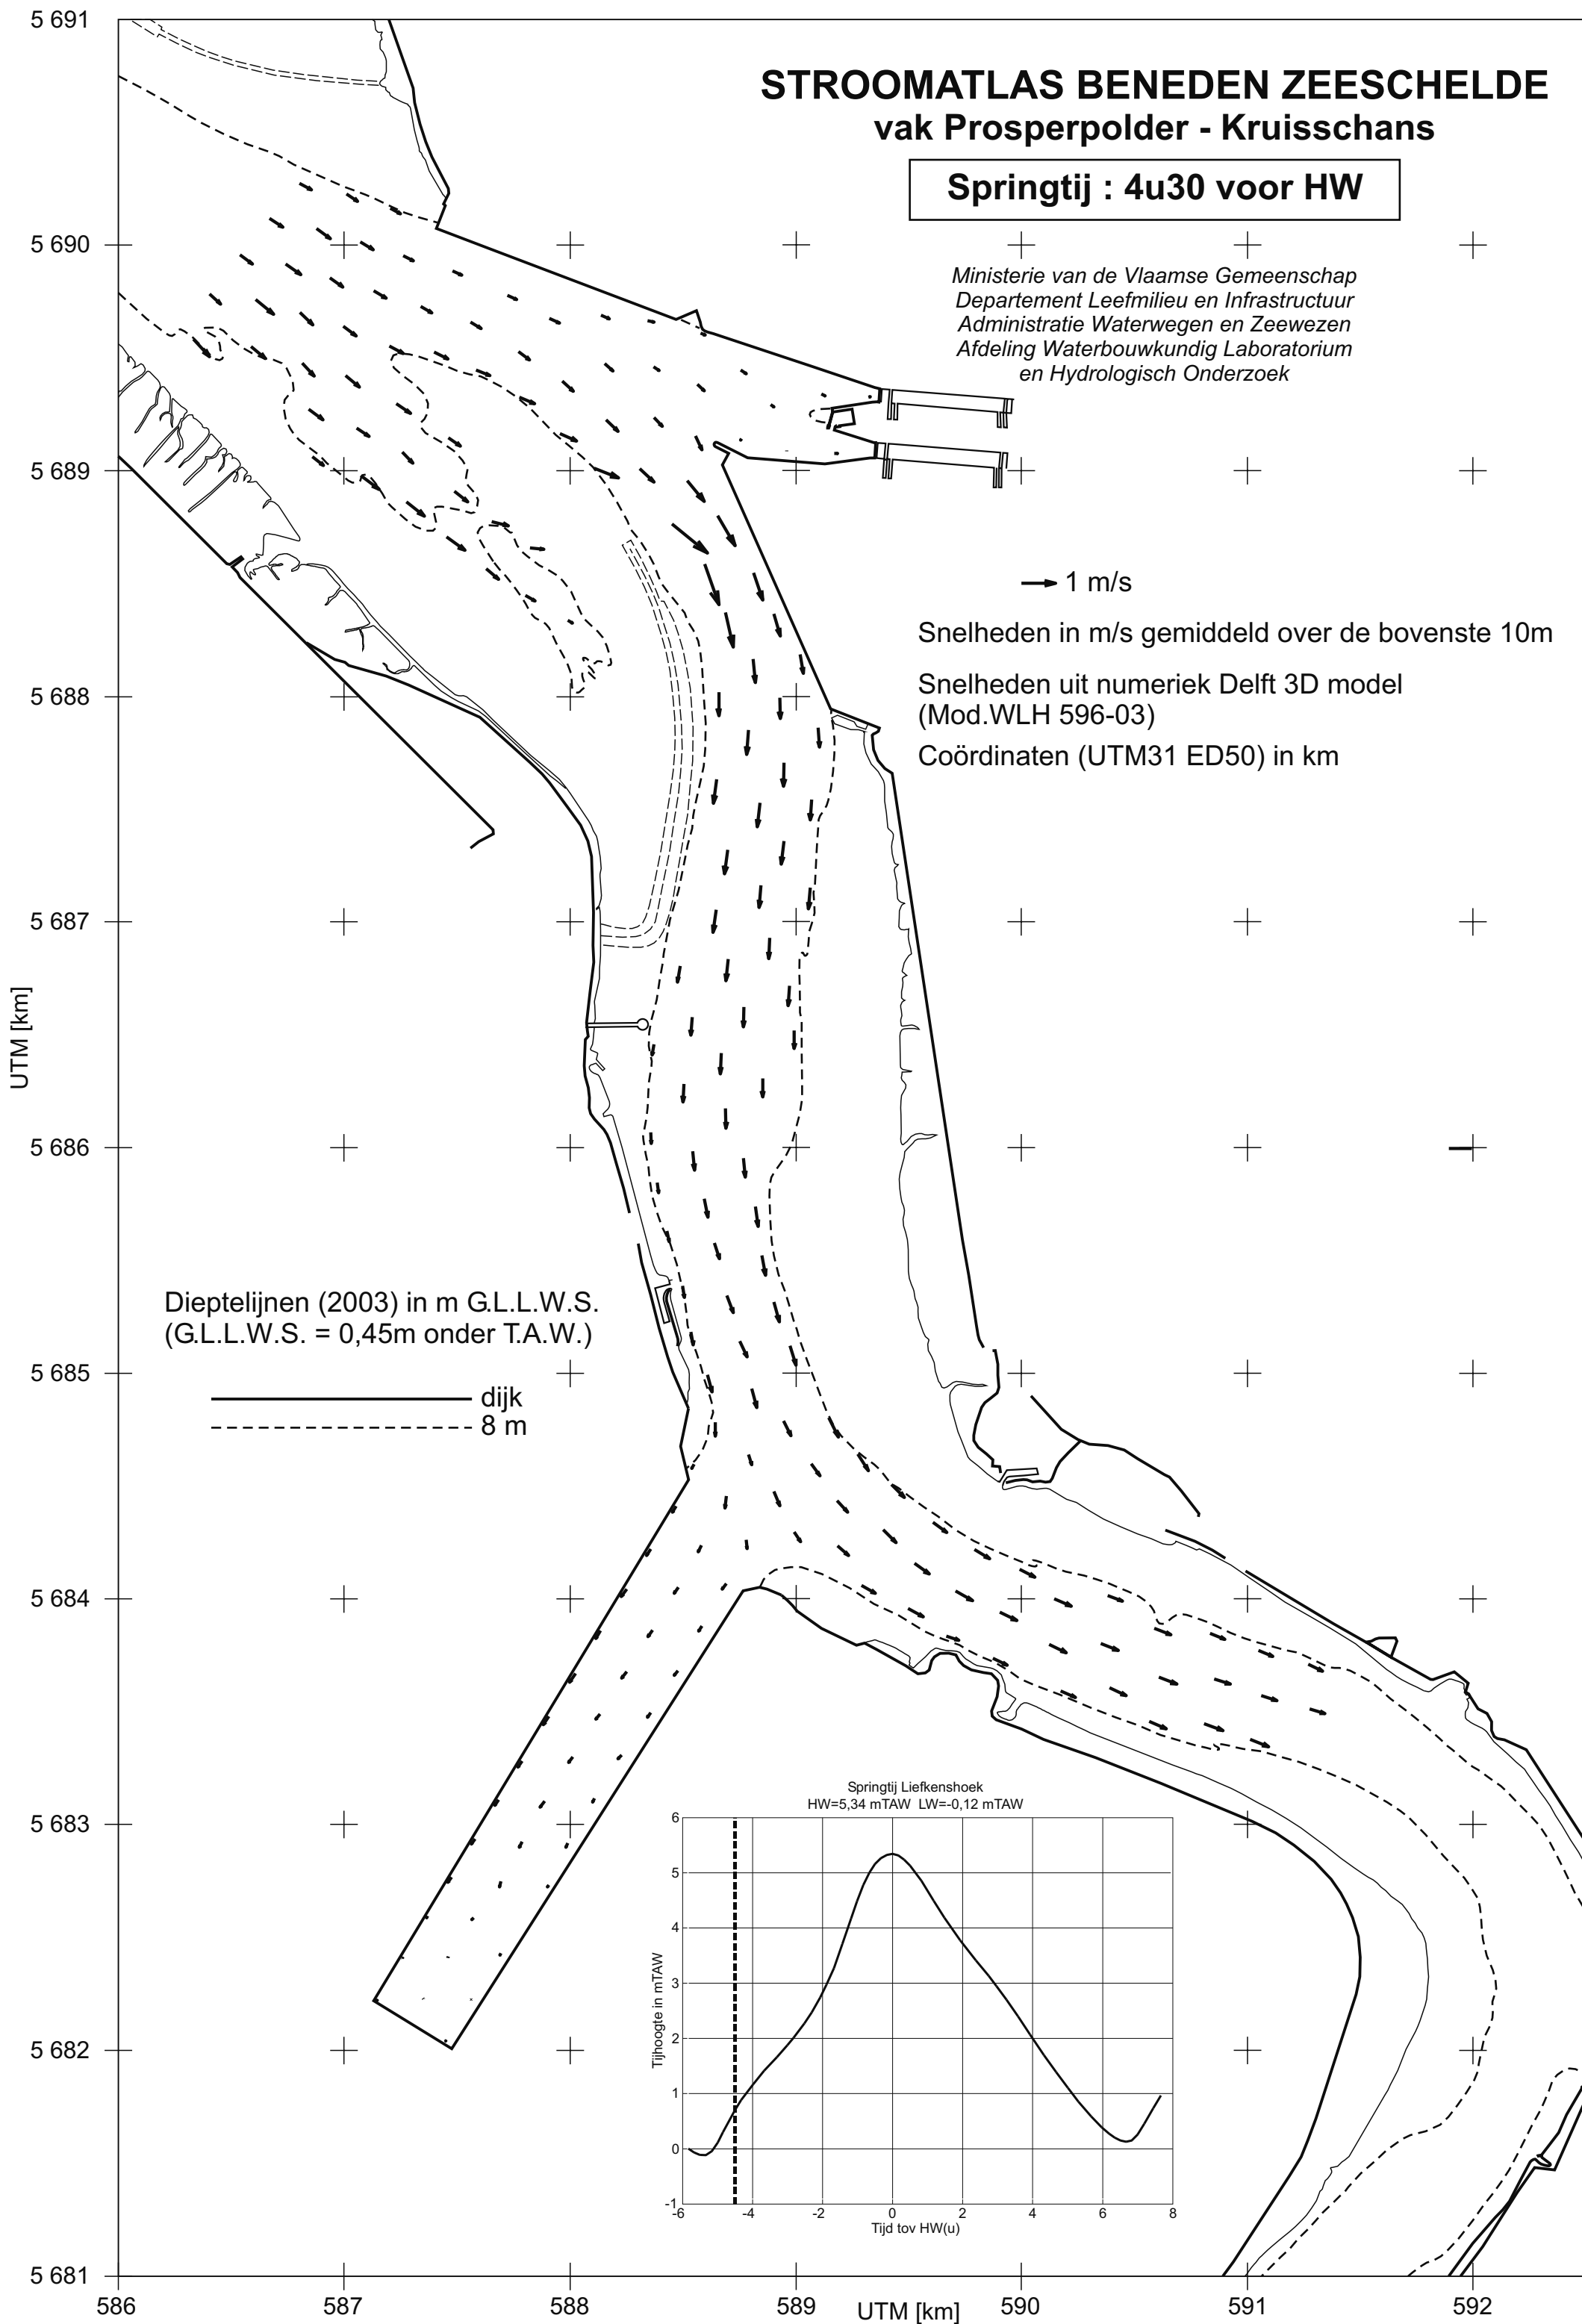 STROOMATLAS BENEDEN ZEESCHELDE
vak Prosperpolder - Kruisschans
Springtij : 4u30 voor HW
Ministerie van de Vlaamse Gemeenschap
Departement Leefmilieu en Infrastructuur
Administratie Waterwegen en Zeewezen
Afdeling Waterbouwkundig Laboratorium
en Hydrologisch Onderzoek
1 m/s
Snelheden in m/s gemiddeld over de bovenste 10m
Snelheden uit numeriek Delft 3D model
(Mod.WLH 596-03)
Coördinaten (UTM31 ED50) in km
5 691
5 690
5 689
5 688
5 687
5 686
5 685
5 684
5 683
5 682
5 681
UTM [km]
Dieptelijnen (2003) in m G.L.L.W.S.
(G.L.L.W.S. = 0,45m onder T.A.W.)
dijk
8 m
Springtij Liefkenshoek
HW=5,34 mTAW LW=-0,12 mTAW
6
5
4
3
2
1
0
-1
Tijhoogte in mTAW
-6 -4 -2 0 2 4 6 8
Tijd tov HW(u)
586 587 588 589 590 591 592
UTM [km]